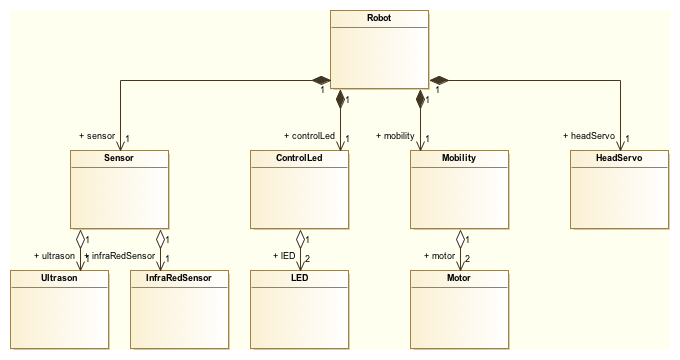 Robot
1 1 1 1
+ sensor 1 + controlLed 1 + mobility 1 + headServo 1
Sensor ControlLed Mobility HeadServo
1 1 1 1
+ ultrason 1 + infraRedSensor 1 + lED 2 + motor 2
Ultrason InfraRedSensor LED Motor